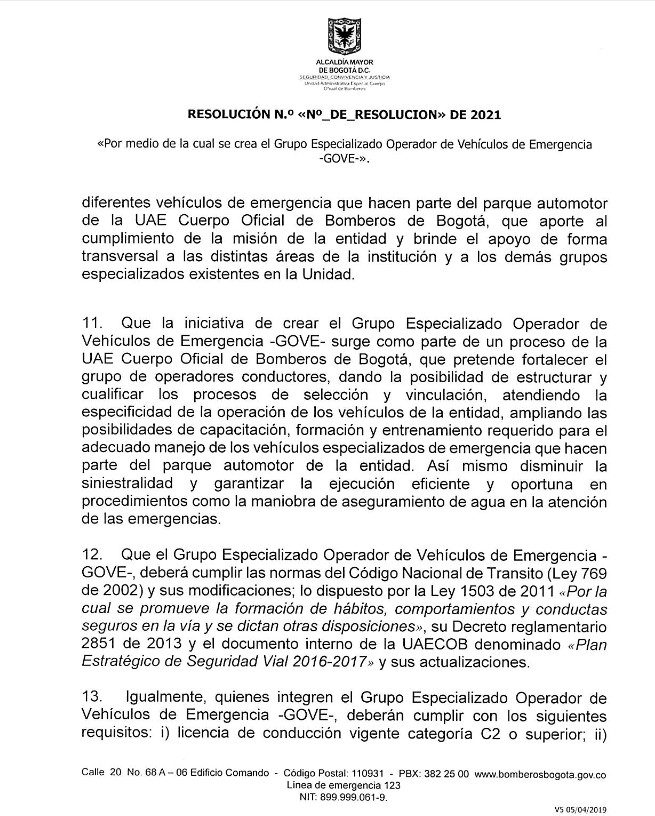 ALCALDÍA MAYOR
DE BOGOTÁ D.C.
SEGURIDAD, CONVIVENCIA Y JUSTICIA
Unidad Administrativa Especial Cuerpo
Oficial de Bomberos
RESOLUCIÓN N.º «Nº_DE_RESOLUCION» DE 2021
«Por medio de la cual se crea el Grupo Especializado Operador de Vehículos de Emergencia
-GOVE-».
diferentes vehículos de emergencia que hacen parte del parque automotor
de la UAE Cuerpo Oficial de Bomberos de Bogotá, que aporte al
cumplimiento de la misión de la entidad y brinde el apoyo de forma
transversal a las distintas áreas de la institución y a los demás grupos
especializados existentes en la Unidad.
11. Que la iniciativa de crear el Grupo Especializado Operador de
Vehículos de Emergencia -GOVE- surge como parte de un proceso de la
UAE Cuerpo Oficial de Bomberos de Bogotá, que pretende fortalecer el
grupo de operadores conductores, dando la posibilidad de estructurar y
cualificar los procesos de selección y vinculación, atendiendo la
especificidad de la operación de los vehículos de la entidad, ampliando las
posibilidades de capacitación, formación y entrenamiento requerido para el
adecuado manejo de los vehículos especializados de emergencia que hacen
parte del parque automotor de la entidad. Así mismo disminuir la
siniestralidad y garantizar la ejecución eficiente y oportuna en
procedimientos como la maniobra de aseguramiento de agua en la atención
de las emergencias.
12. Que el Grupo Especializado Operador de Vehículos de Emergencia -
GOVE-, deberá cumplir las normas del Código Nacional de Transito (Ley 769
de 2002) y sus modificaciones; lo dispuesto por la Ley 1503 de 2011 «Por la
cual se promueve la formación de hábitos, comportamientos y conductas
seguros en la vía y se dictan otras disposiciones», su Decreto reglamentario
2851 de 2013 y el documento interno de la UAECOB denominado «Plan
Estratégico de Seguridad Vial 2016-2017» y sus actualizaciones.
13. Igualmente, quienes integren el Grupo Especializado Operador de
Vehículos de Emergencia -GOVE-, deberán cumplir con los siguientes
requisitos: i) licencia de conducción vigente categoría C2 o superior; ii)
Calle 20 No. 68 A – 06 Edificio Comando - Código Postal: 110931 - PBX: 382 25 00 www.bomberosbogota.gov.co
Línea de emergencia 123
NIT: 899.999.061-9.
V5 05/04/2019